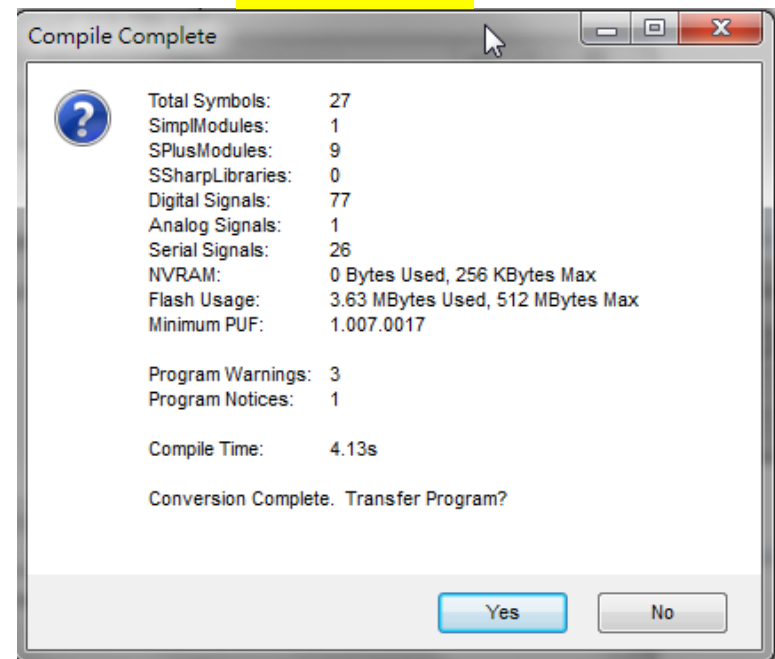 Compile Complete
Total Symbols: 27
SimplModules: 1
SPlusModules: 9
SSharpLibraries: 0
Digital Signals: 77
Analog Signals: 1
Serial Signals: 26
NVRAM: 0 Bytes Used, 256 KBytes Max
Flash Usage: 3.63 MBytes Used, 512 MBytes Max
Minimum PUF: 1.007.0017
Program Warnings: 3
Program Notices: 1
Compile Time: 4.13s
Conversion Complete. Transfer Program?
Yes No